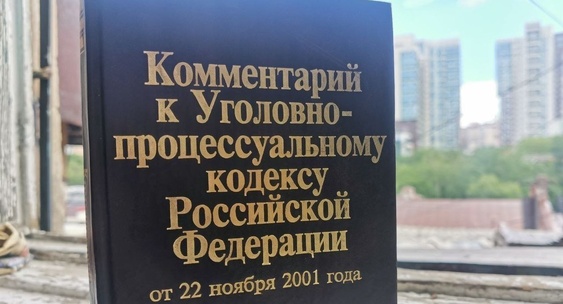 Комментарий
к Уголовно-
процессуальному
кодексу
Российской
Федерации
от 22 ноября 2001 года